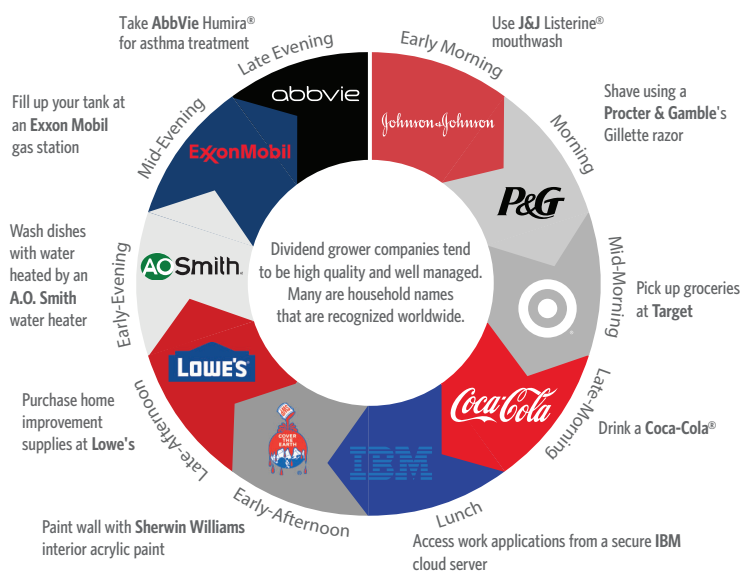 Early Morning
Use J&J Listerine®
mouthwash
Johnson & Johnson
Morning
Shave using a
Procter & Gamble's
Gillette razor
P&G
Mid-Morning
Pick up groceries
at Target
Late-Morning
Drink a Coca-Cola®
Coca-Cola
Lunch
Access work applications from a secure IBM
cloud server
IBM
Early-Afternoon
Paint wall with Sherwin Williams
interior acrylic paint
COVER
THE
EARTH
Late-Afternoon
Purchase home
improvement
supplies at Lowe's
LOWE'S
Early-Evening
Wash dishes
with water
heated by an
A.O. Smith
water heater
AO Smith.
Mid-Evening
Fill up your tank at
an Exxon Mobil
gas station
ExxonMobil
Late Evening
Take AbbVie Humira®
for asthma treatment
abbvie
Dividend grower companies tend
to be high quality and well managed.
Many are household names
that are recognized worldwide.